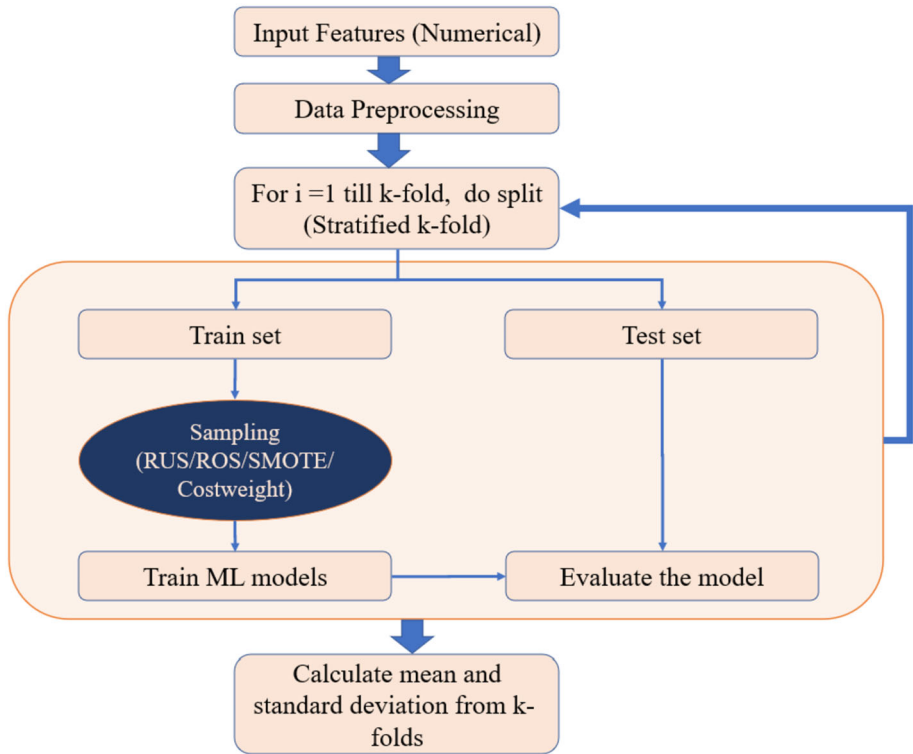 Input Features (Numerical)
Data Preprocessing
For i =1 till k-fold, do split
(Stratified k-fold)
Train set
Test set
Sampling
(RUS/ROS/SMOTE/
Costweight)
Train ML models
Evaluate the model
Calculate mean and
standard deviation from k-
folds